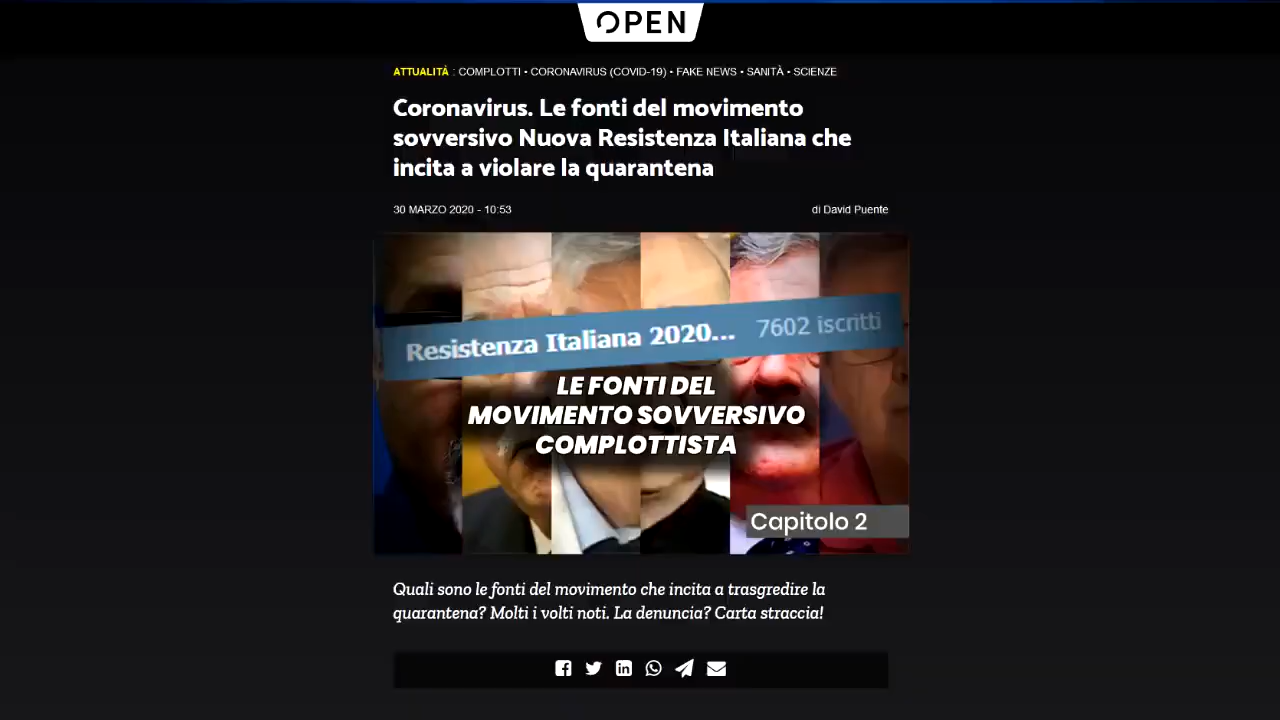 OPEN
ATTUALITÀ : COMPLOTTI • CORONAVIRUS (COVID-19) • FAKE NEWS • SANITÀ • SCIENZE
Coronavirus. Le fonti del movimento
sovversivo Nuova Resistenza Italiana che
incita a violare la quarantena
30 MARZO 2020 - 10:53
di David Puente
Resistenza Italiana 2020... 7602 iscritti
LE FONTI DEL
MOVIMENTO SOVVERSIVO
COMPLOTTISTA
Capitolo 2
Quali sono le fonti del movimento che incita a trasgredire la
quarantena? Molti i volti noti. La denuncia? Carta straccia!